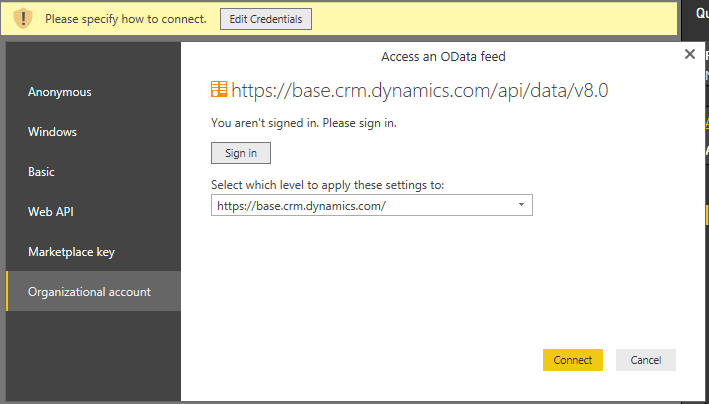 Please specify how to connect. Edit Credentials
Qu
Access an OData feed
https://base.crm.dynamics.com/api/data/v8.0
Anonymous
Windows
Basic
Web API
Marketplace key
Organizational account
You aren't signed in. Please sign in.
Sign in
Select which level to apply these settings to:
https://base.crm.dynamics.com/
Connect Cancel